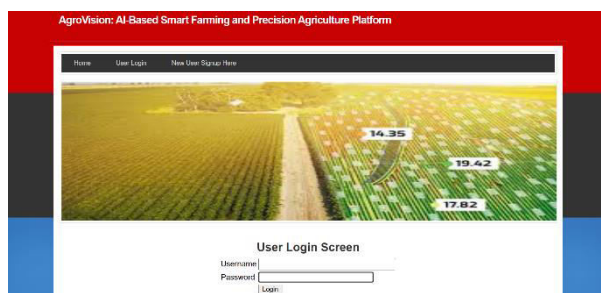 AgroVision: AI-Based Smart Farming and Precision Agriculture Platform
Home User Login New User Signup Here
14.35
19.42
17.82
User Login Screen
Username
Password
Login